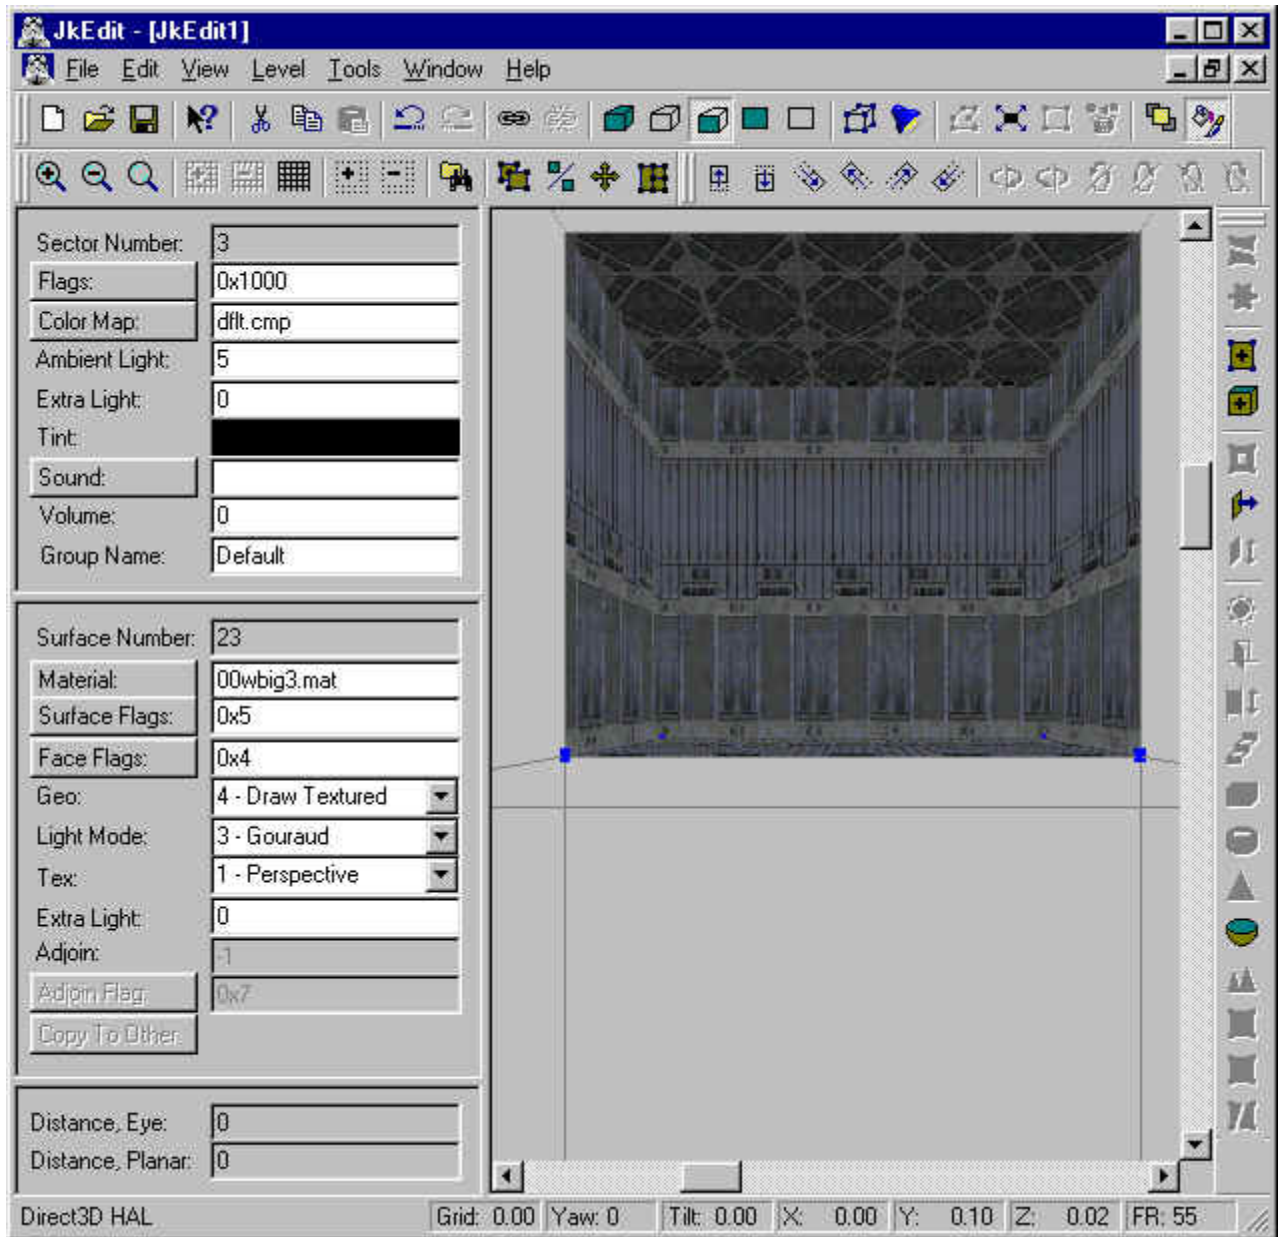 JkEdit - [JkEdit1]
File Edit View Level Tools Window Help
Sector Number: 3
Flags: 0x1000
Color Map: dflt.cmp
Ambient Light: 5
Extra Light: 0
Tint:
Sound:
Volume: 0
Group Name: Default
Surface Number: 23
Material: 00wbig3.mat
Surface Flags: 0x5
Face Flags: 0x4
Geo: 4 - Draw Textured
Light Mode: 3 - Gouraud
Tex: 1 - Perspective
Extra Light: 0
Adjoin: -1
Adjoin Flag: 0x7
Copy To Other:
Distance, Eye: 0
Distance, Planar: 0
Direct3D HAL Grid: 0.00 Yaw: 0 Tilt: 0.00 X: 0.00 Y: 0.10 Z: 0.02 FR: 55